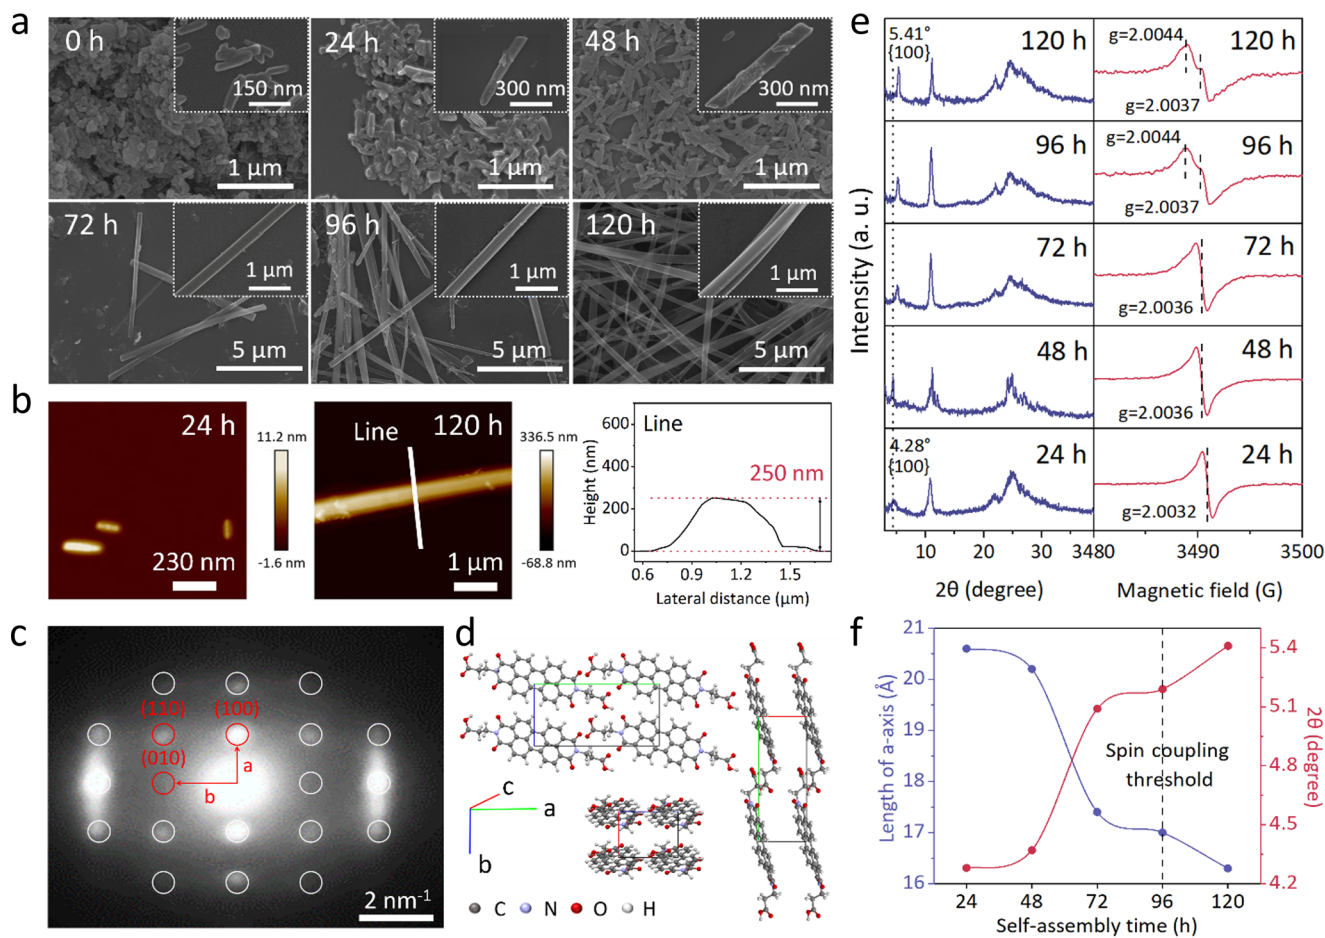 a
0 h
150 nm
1 μm
24 h
300 nm
1 μm
48 h
300 nm
1 μm
72 h
1 μm
5 μm
96 h
1 μm
5 μm
120 h
1 μm
5 μm
b
24 h
230 nm
11.2 nm
-1.6 nm
Line
120 h
1 μm
336.5 nm
-68.8 nm
Line
250 nm
Height (nm)
600
400
200
0
0.6
0.9
1.2
1.5
Lateral distance (μm)
c
(110)
(100)
(010)
a
b
2 nm-1
d
c
a
b
C
N
O
H
e
Intensity (a. u.)
5.41°
{100}
120 h
g=2.0044
120 h
g=2.0037
96 h
g=2.0044
96 h
g=2.0037
72 h
72 h
g=2.0036
48 h
48 h
g=2.0036
4.28°
{100}
24 h
24 h
g=2.0032
10
20
30
3480
3490
3500
2θ (degree)
Magnetic field (G)
f
Length of a-axis (Å)
21
20
19
18
17
16
Spin coupling
threshold
5.4
5.1
4.8
4.5
4.2
2θ (degree)
24
48
72
96
120
Self-assembly time (h)